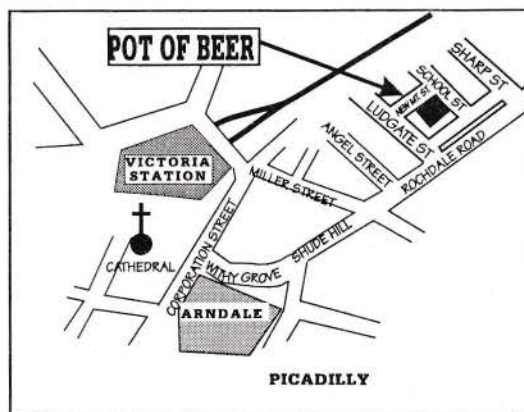 POT OF BEER
SHARP ST
SCHOOL ST
NEW MT. ST.
LUDGATE ST
ANGEL STREET
ROCHDALE ROAD
VICTORIA
STATION
MILLER STREET
CORPORATION STREET
SHUDE HILL
CATHEDRAL
WITHY GROVE
ARNDALE
PICADILLY